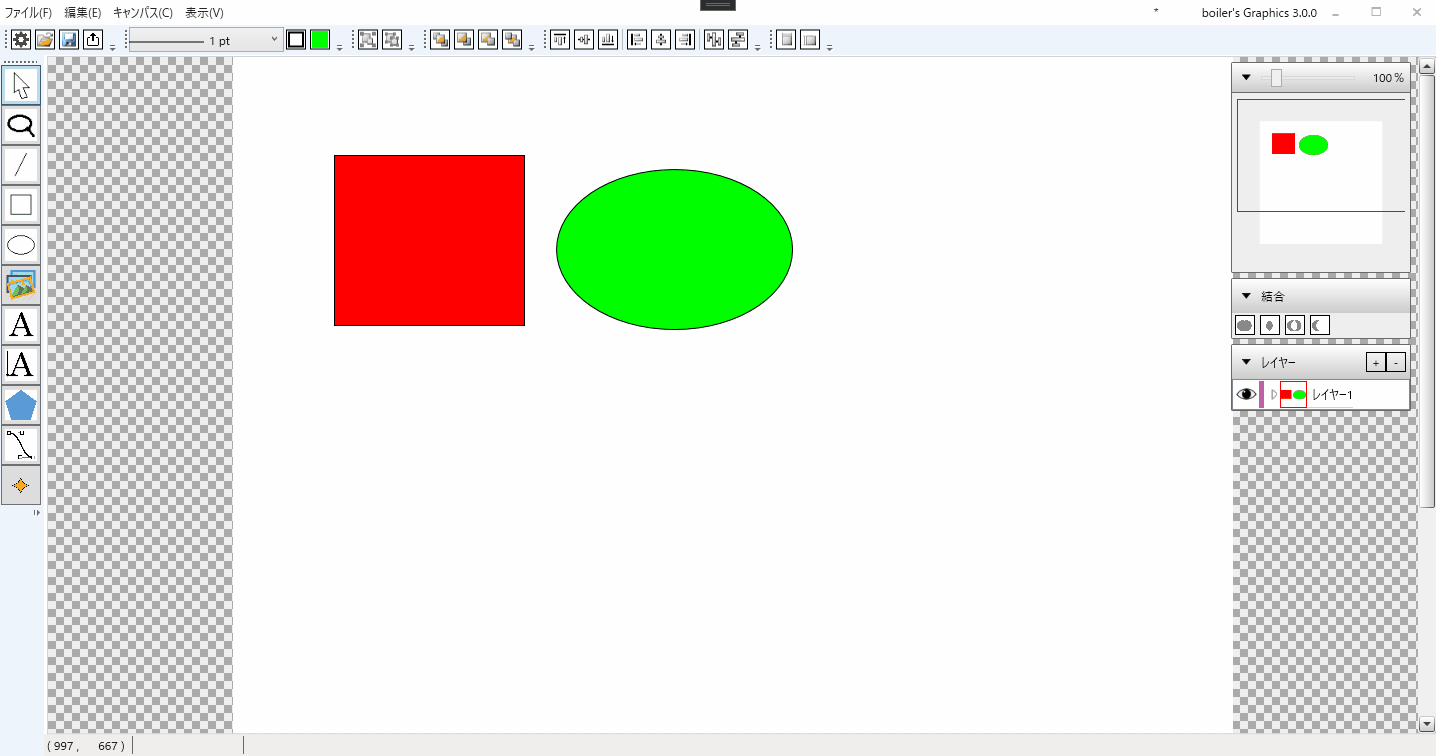 ファイル(F) 編集(E) キャンバス(C) 表示(V) * boiler's Graphics 3.0.0
1 pt
100 %
結合
レイヤー + -
レイヤー1
A
A
( 997 , 667 )